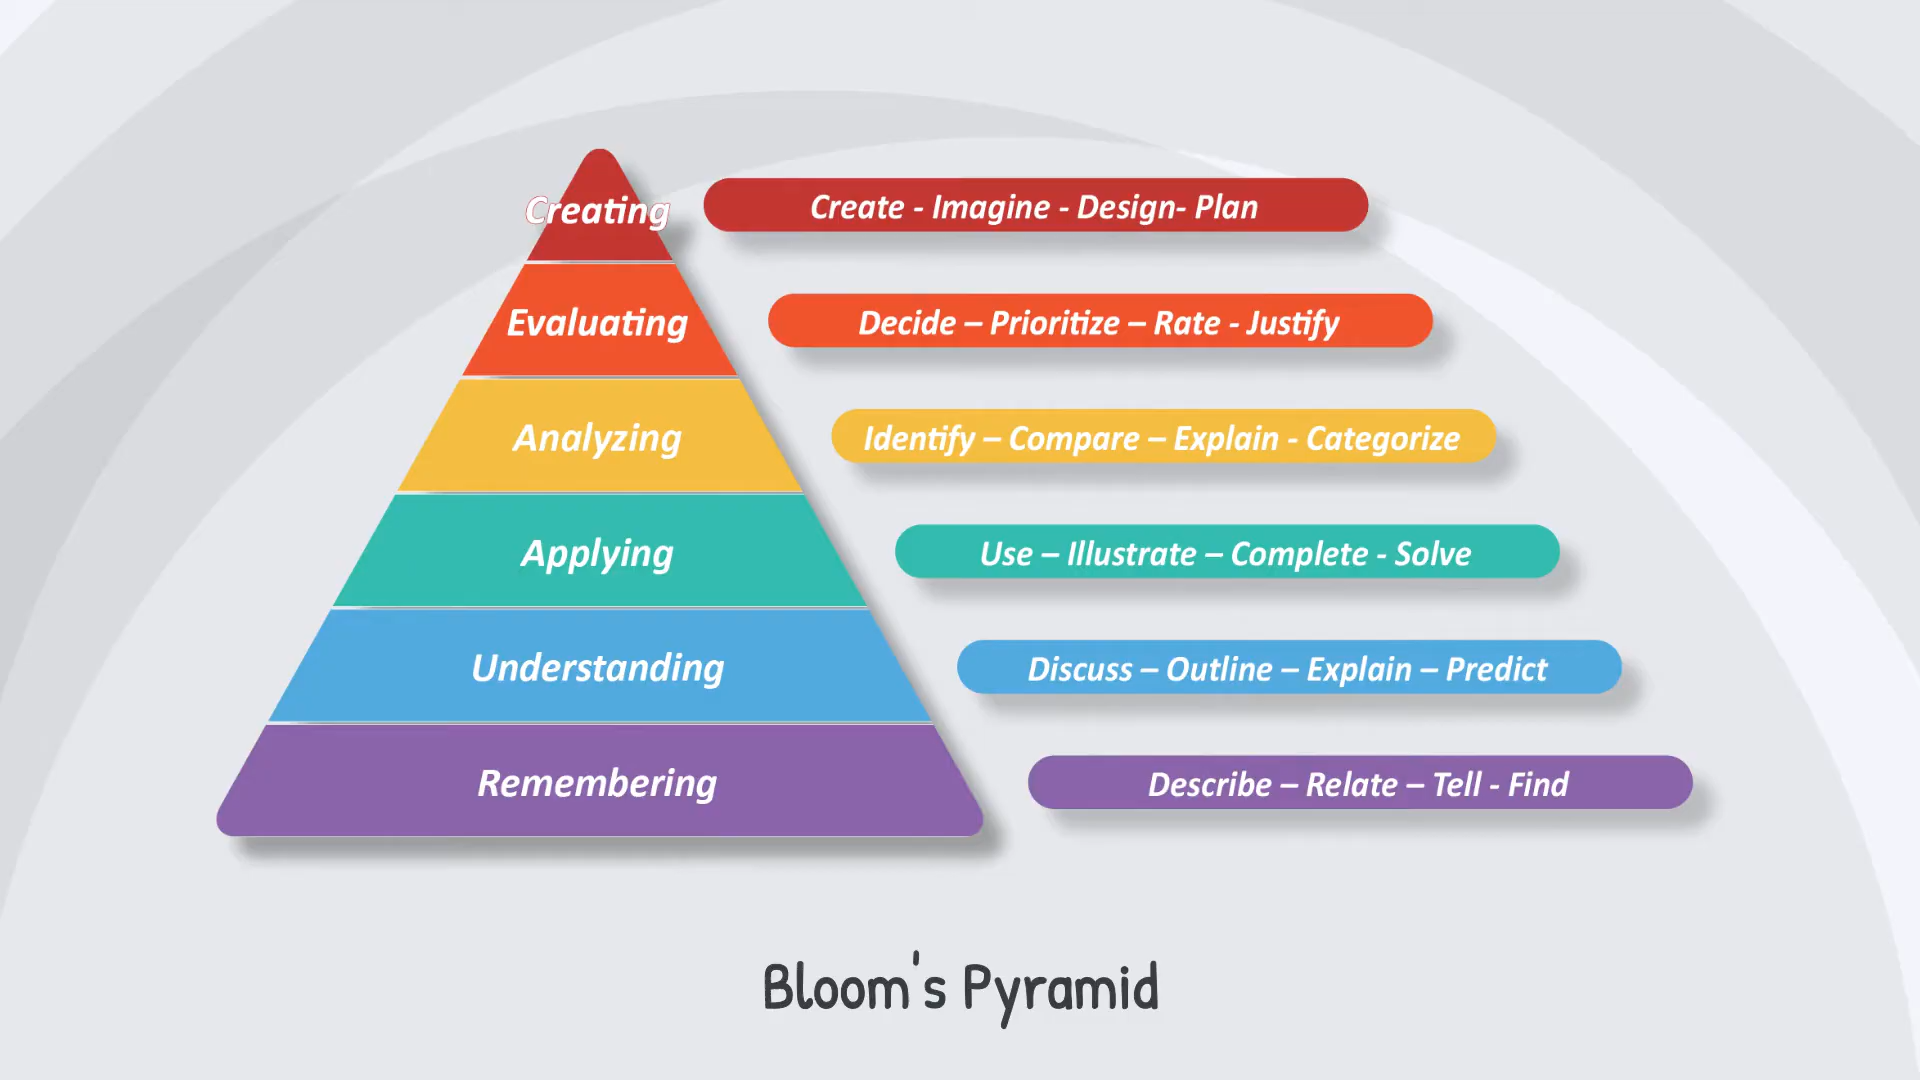 Creating
Create - Imagine - Design- Plan
Evaluating
Decide – Prioritize – Rate - Justify
Analyzing
Identify – Compare – Explain - Categorize
Applying
Use – Illustrate – Complete - Solve
Understanding
Discuss – Outline – Explain – Predict
Remembering
Describe – Relate – Tell - Find
Bloom's Pyramid